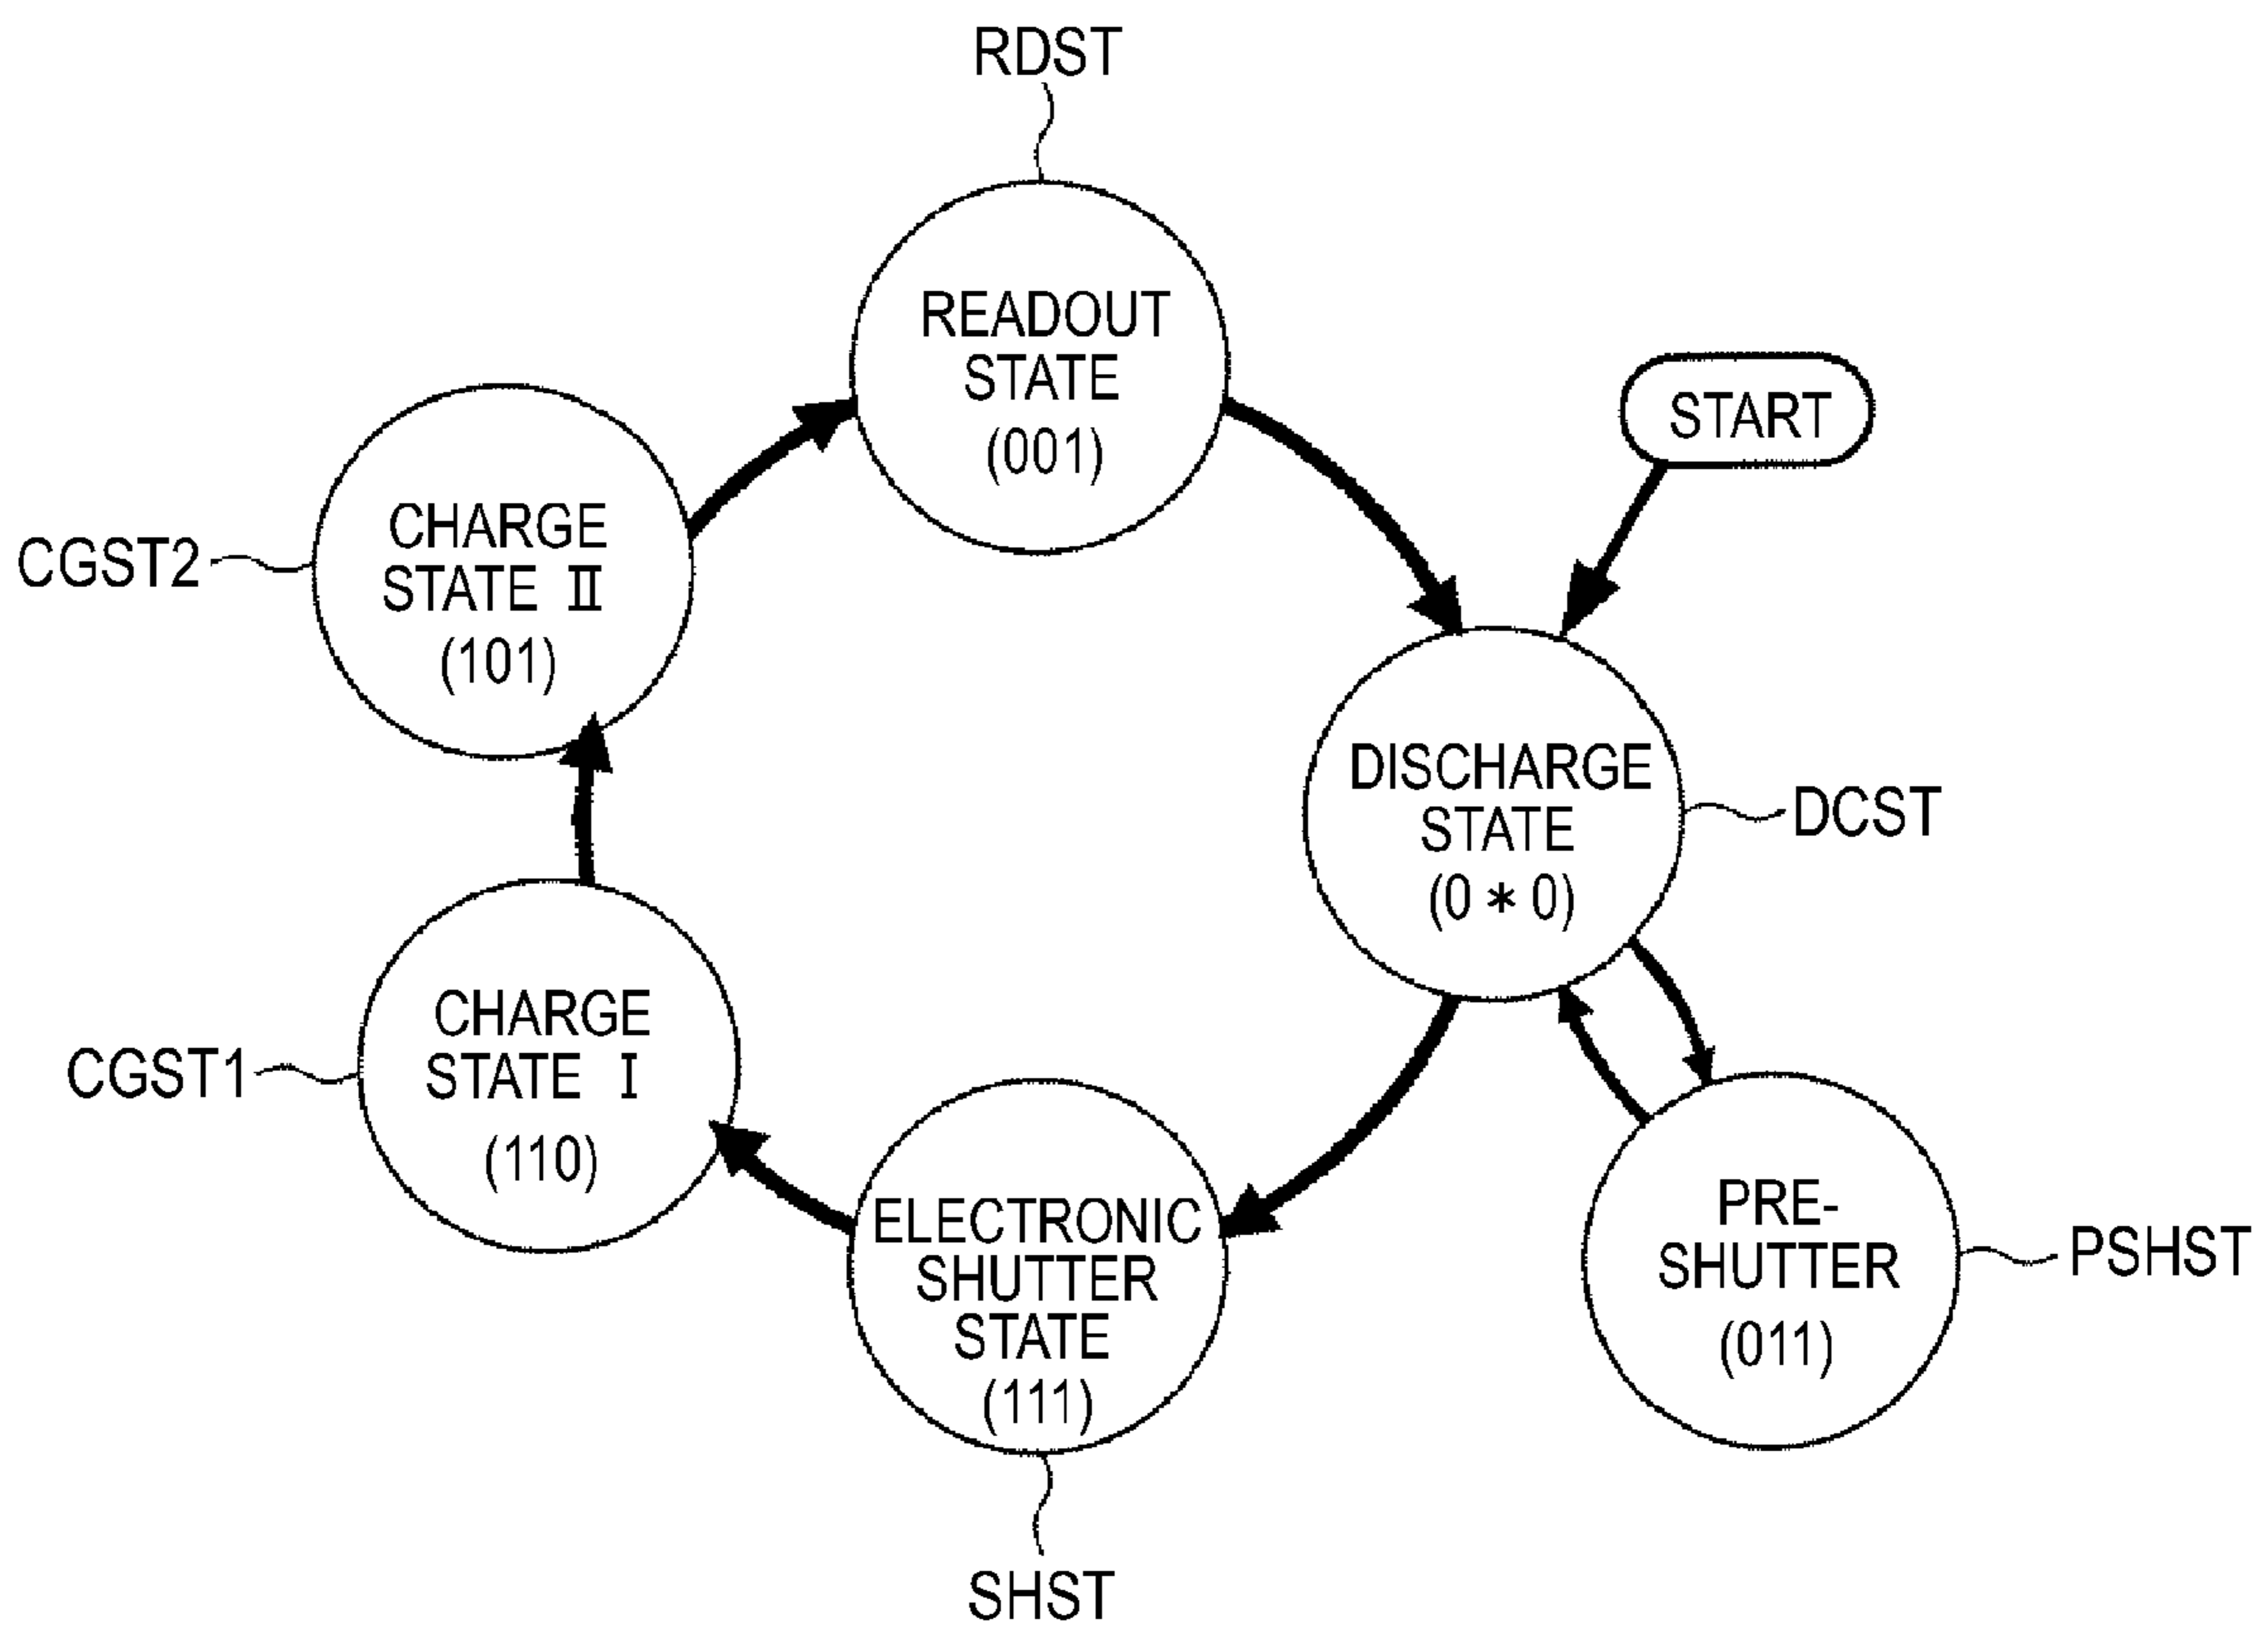 RDST
READOUT
STATE
(001)
START
CHARGE
STATE II
(101)
CGST2
DISCHARGE
STATE
(0 * 0)
DCST
CHARGE
STATE I
(110)
CGST1
ELECTRONIC
SHUTTER
STATE
(111)
PRE-
SHUTTER
(011)
PSHST
SHST